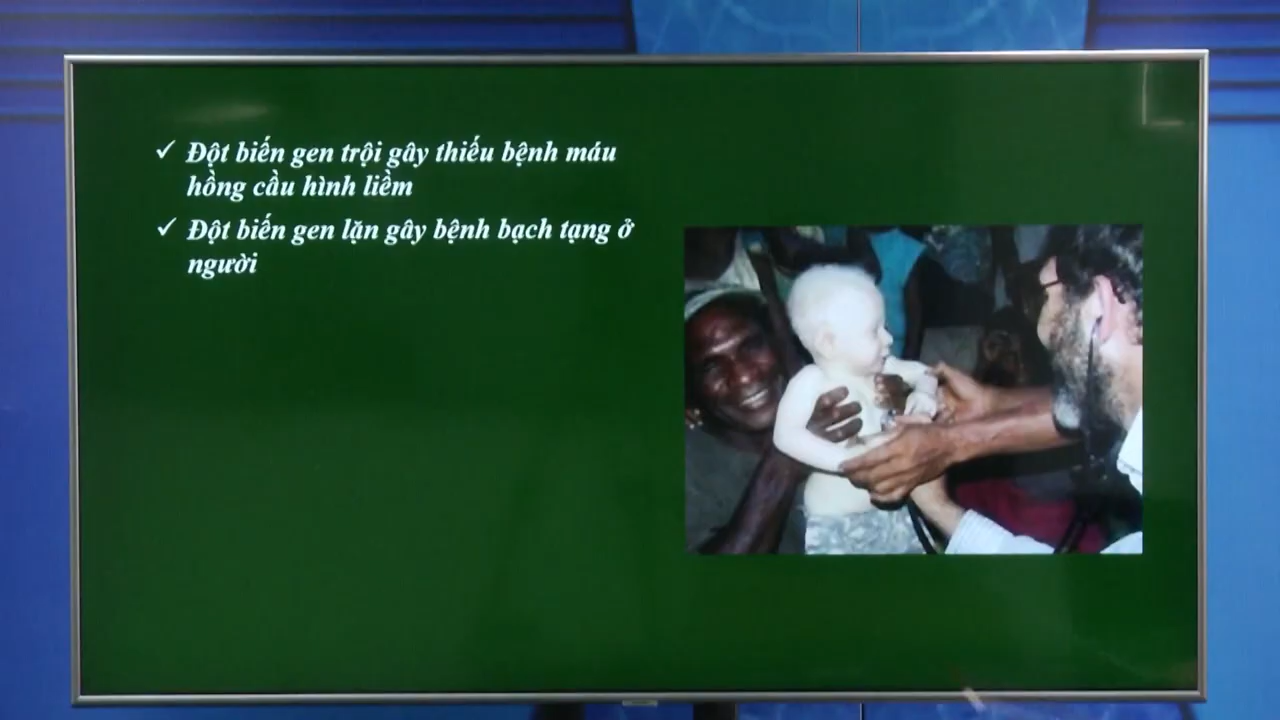 ✓ Đột biến gen trội gây thiếu bệnh máu
hồng cầu hình liềm
✓ Đột biến gen lặn gây bệnh bạch tạng ở
người